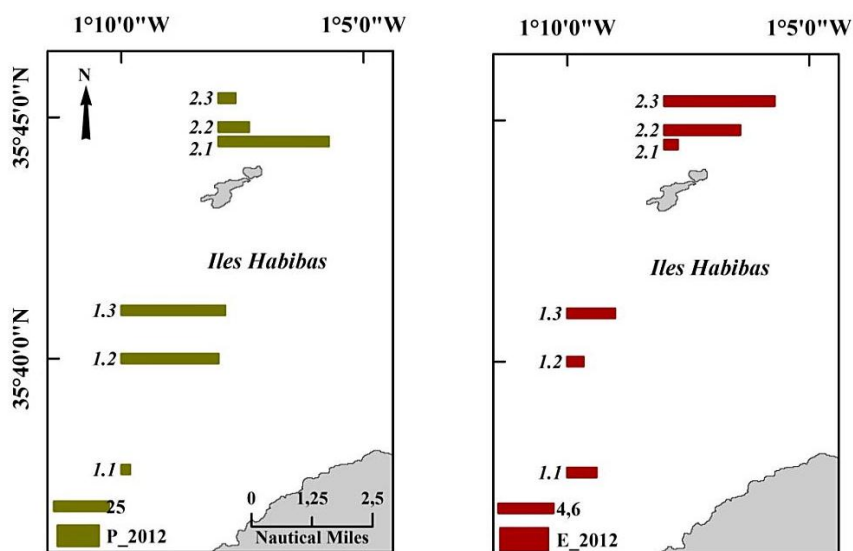 1°10'0"W 1°5'0"W
35°45'0"N
35°40'0"N
N
2.3
2.2
2.1
Iles Habibas
1.3
1.2
1.1
25
P_2012
0 1,25 2,5
Nautical Miles
1°10'0"W 1°5'0"W
2.3
2.2
2.1
Iles Habibas
1.3
1.2
1.1
4,6
E_2012